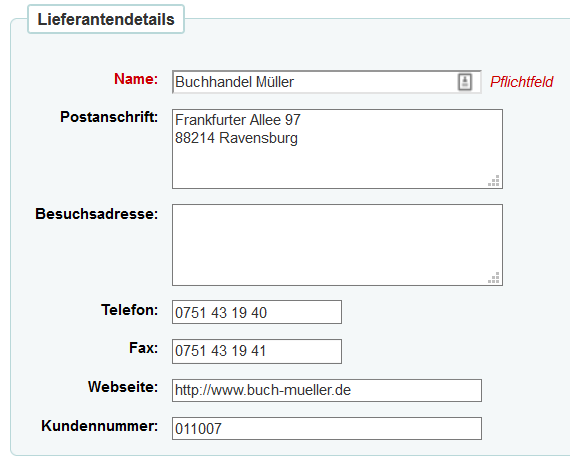 Lieferantendetails
Name: Buchhandel Müller Pflichtfeld
Postanschrift: Frankfurter Allee 97
88214 Ravensburg
Besuchsadresse:
Telefon: 0751 43 19 40
Fax: 0751 43 19 41
Webseite: http://www.buch-mueller.de
Kundennummer: 011007